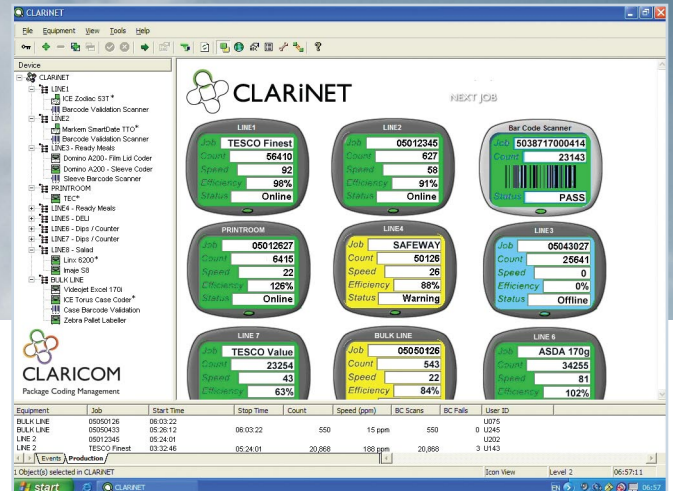 CLARiNET
File Equipment View Tools Help
Device
CLARiNET
LINE1
ICE Zodiac 53T*
Barcode Validation Scanner
LINE2
Markem SmartDate TTO*
Barcode Validation Scanner
LINE3 - Ready Meals
Domino A200 - Film Lid Coder
Domino A200 - Sleeve Coder
Sleeve Barcode Scanner
PRINTROOM
TEC*
LINE4 - Ready Meals
LINE5 - DELI
LINE6 - Dips / Counter
LINE7 - Dips / Counter
LINE8 - Salad
Linx 6200*
Imaje S8
BULK LINE
Videojet Excel 170i
ICE Torus Case Coder*
Case Barcode Validation
Zebra Pallet Labeller
CLARICOM
Package Coding Management
CLARiNET
NEXT JOB
LINE1
Job TESCO Finest
Count 56410
Speed 92
Efficiency 98%
Status Online
LINE2
Job 05012345
Count 627
Speed 58
Efficiency 91%
Status Online
Bar Code Scanner
Job 5038717000414
Count 23143
Status PASS
PRINTROOM
Job 05012627
Count 6415
Speed 22
Efficiency 126%
Status Online
LINE4
Job SAFEWAY
Count 50126
Speed 26
Efficiency 88%
Status Warning
LINE3
Job 05043027
Count 25641
Speed 0
Efficiency 0%
Status Offline
LINE 7
Job TESCO Value
Count 23254
Speed 43
Efficiency 63%
BULK LINE
Job 05050126
Count 543
Speed 22
Efficiency 84%
LINE 6
Job ASDA 170g
Count 34255
Speed 81
Efficiency 102%
Equipment Job Start Time Stop Time Count Speed (ppm) BC Scans BC Fails User ID
BULK LINE 05050126 06:03:22 U075
BULK LINE 05050433 05:26:12 06:03:22 550 15 ppm 550 0 U245
LINE 2 05012345 05:24:01 U202
LINE 2 TESCO Finest 03:32:46 05:24:01 20,868 188 ppm 20,868 3 U143
Events Production
1 Object(s) selected in CLARiNET Icon View Level 2 06:57:11
start CLARiNET EN 06:57